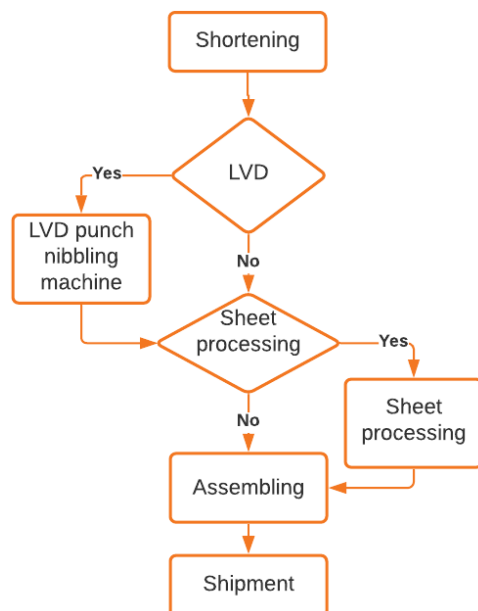 Shortening
LVD
Yes
LVD punch
nibbling
machine
No
Sheet
processing
Yes
Sheet
processing
No
Assembling
Shipment